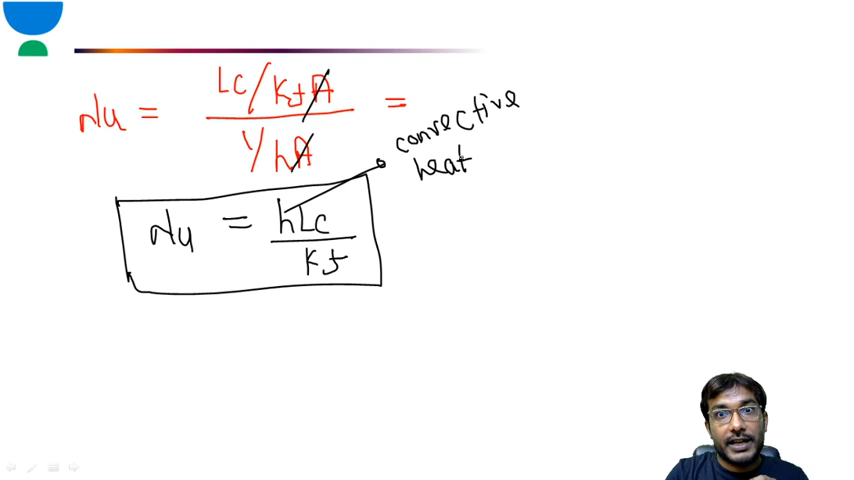 Nu = Lc/KfA / 1/hA =
convective
heat
Nu = hLc / Kf